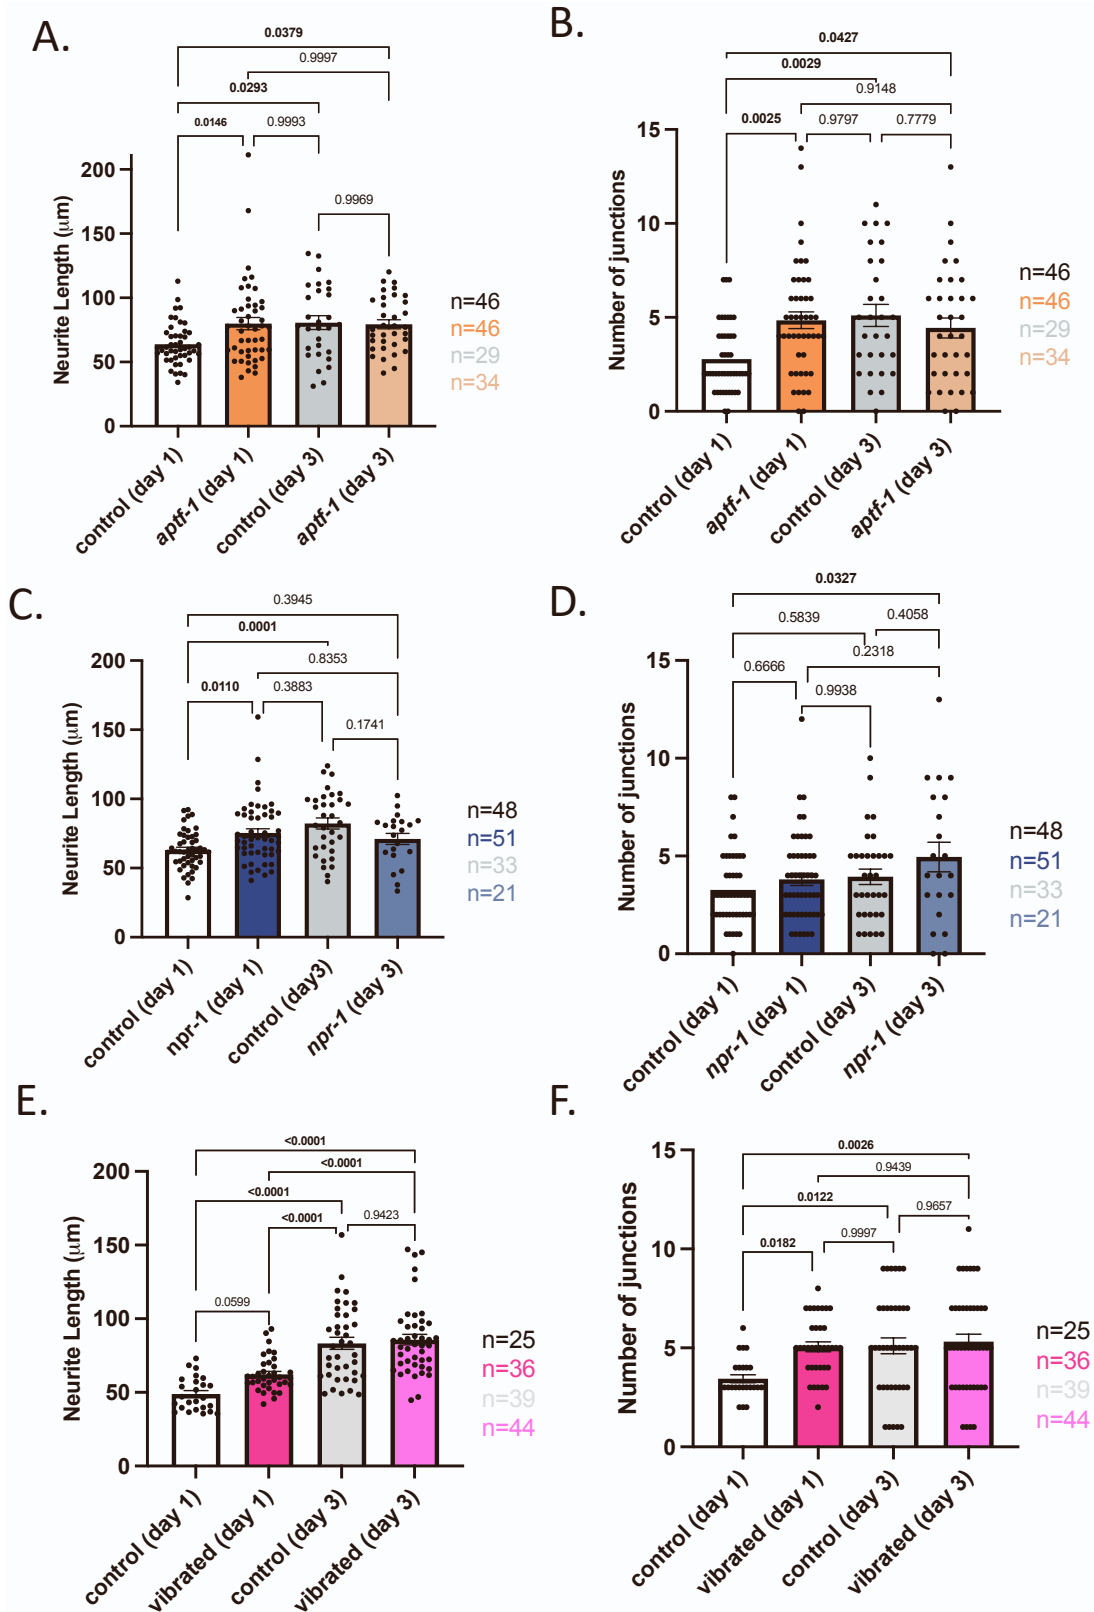 A.
0.0379
0.9997
0.0293
0.0146
0.9993
0.9969
Neurite Length (μm)
200
150
100
50
0
control (day 1)
aptf-1 (day 1)
control (day 3)
aptf-1 (day 3)
n=46
n=46
n=29
n=34
B.
0.0427
0.0029
0.9148
0.0025
0.9797
0.7779
Number of junctions
15
10
5
0
control (day 1)
aptf-1 (day 1)
control (day 3)
aptf-1 (day 3)
n=46
n=46
n=29
n=34
C.
0.3945
0.0001
0.8353
0.0110
0.3883
0.1741
Neurite Length (μm)
200
150
100
50
0
control (day 1)
npr-1 (day 1)
control (day3)
npr-1 (day 3)
n=48
n=51
n=33
n=21
D.
0.0327
0.5839
0.4058
0.2318
0.6666
0.9938
Number of junctions
15
10
5
0
control (day 1)
npr-1 (day 1)
control (day 3)
npr-1 (day 3)
n=48
n=51
n=33
n=21
E.
<0.0001
<0.0001
<0.0001
<0.0001
0.9423
0.0599
Neurite Length (μm)
200
150
100
50
0
control (day 1)
vibrated (day 1)
control (day 3)
vibrated (day 3)
n=25
n=36
n=39
n=44
F.
0.0026
0.9439
0.0122
0.9657
0.0182
0.9997
Number of junctions
15
10
5
0
control (day 1)
vibrated (day 1)
control (day 3)
vibrated (day 3)
n=25
n=36
n=39
n=44